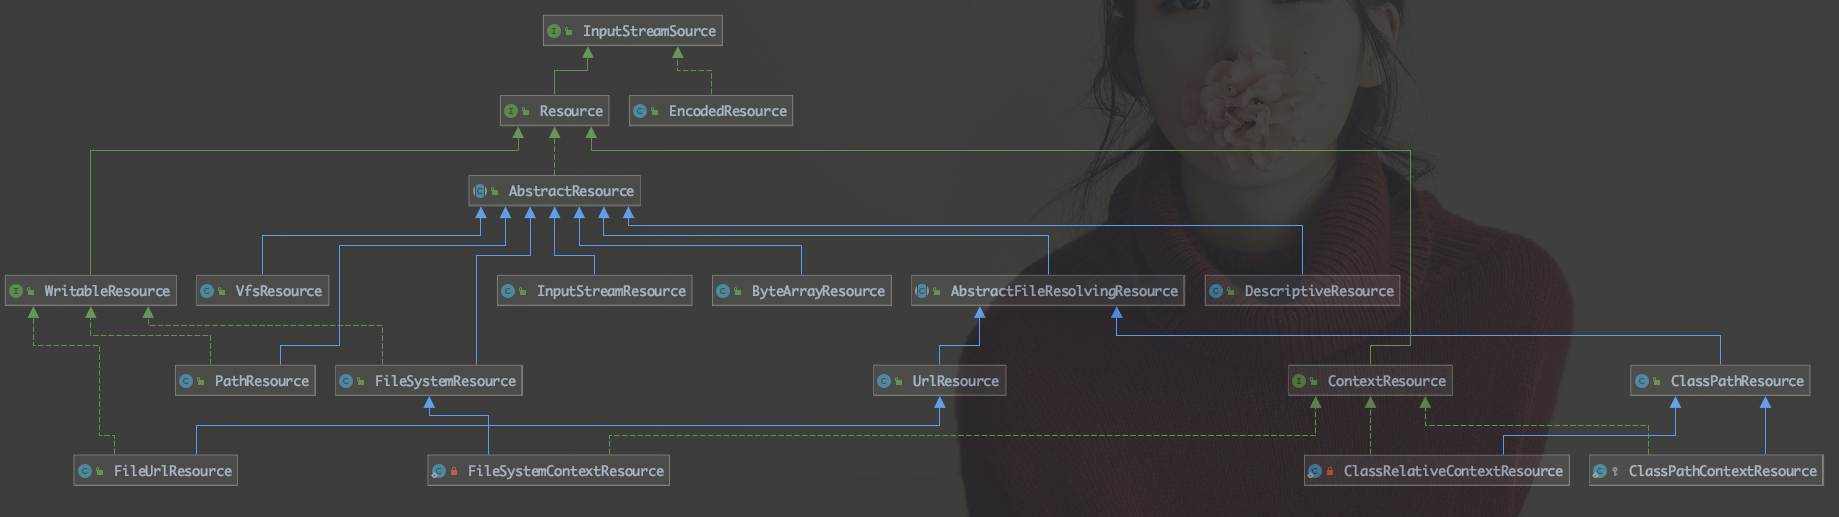 InputStreamSource
Resource
EncodedResource
AbstractResource
WritableResource
VfsResource
InputStreamResource
ByteArrayResource
AbstractFileResolvingResource
DescriptiveResource
PathResource
FileSystemResource
UrlResource
ContextResource
ClassPathResource
FileUrlResource
FileSystemContextResource
ClassRelativeContextResource
ClassPathContextResource